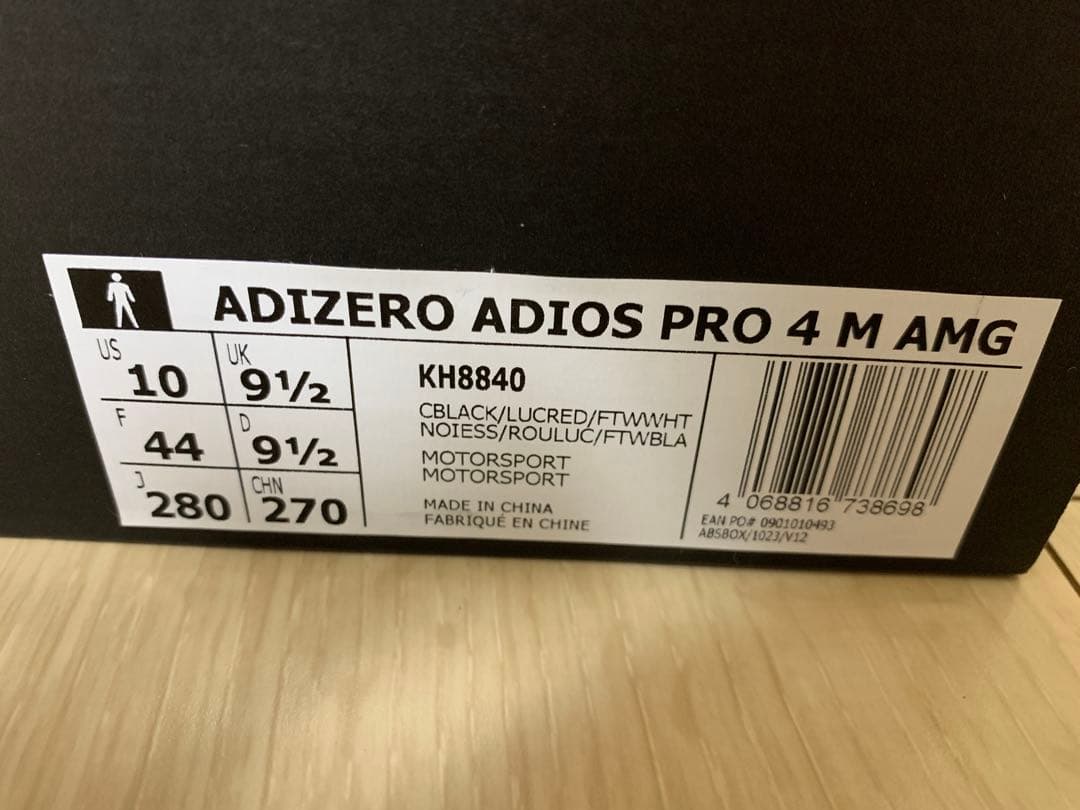 ADIZERO ADIOS PRO 4 M AMG
US 10 UK 9½
F 44 D 9½
J 280 CHN 270
KH8840
CBLACK/LUCRED/FTWWHT
NOIESS/ROULUC/FTWBLA
MOTORSPORT
MOTORSPORT
MADE IN CHINA
FABRIQUÉ EN CHINE
4 068816 738698
EAN PO# 0901010493
ABSBOX/1023/V12